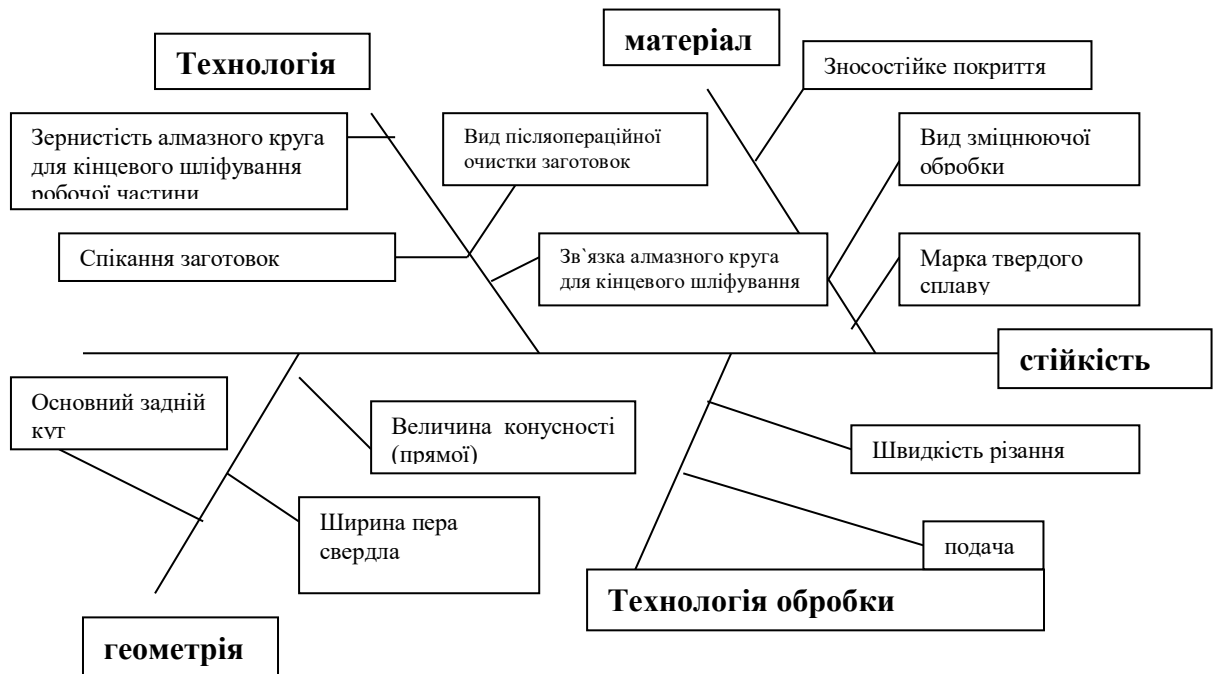 Технологія
матеріал
Зносостійке покриття
Зернистість алмазного круга
для кінцевого шліфування
робочої частини
Вид післяопераційної
очистки заготовок
Вид зміцнюючої
обробки
Спікання заготовок
Зв`язка алмазного круга
для кінцевого шліфування
Марка твердого
сплаву
стійкість
Основний задній
кут
Величина конусності
(прямої)
Швидкість різання
Ширина пера
свердла
подача
Технологія обробки
геометрія